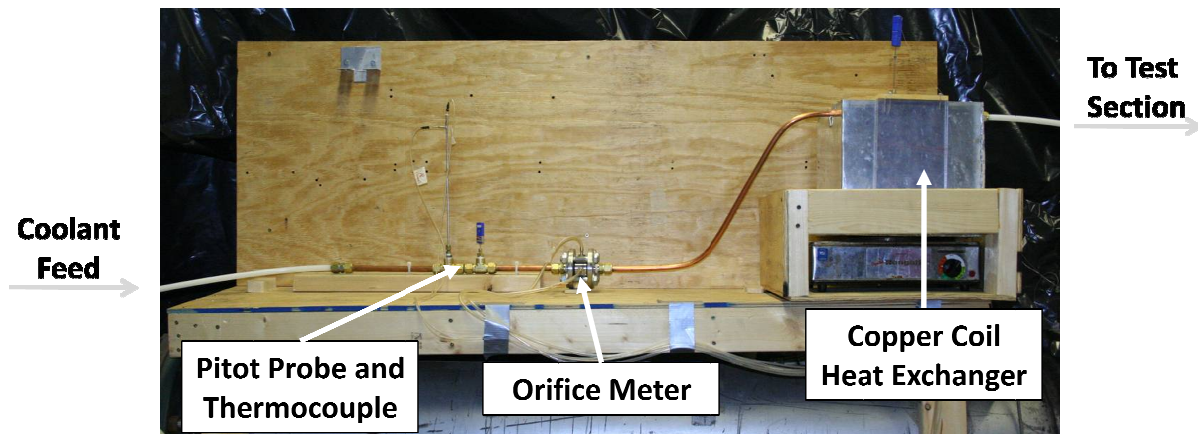 To Test
Section
Coolant
Feed
Pitot Probe and
Thermocouple
Orifice Meter
Copper Coil
Heat Exchanger